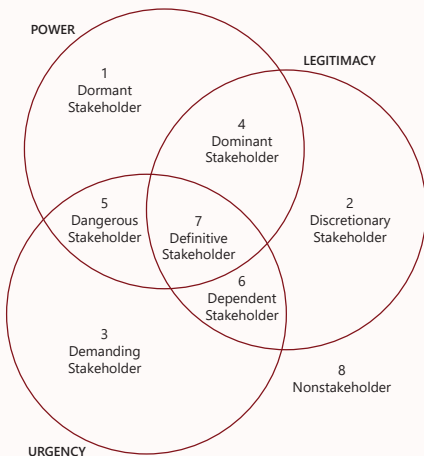 POWER
LEGITIMACY
1
Dormant
Stakeholder
4
Dominant
Stakeholder
5
Dangerous
Stakeholder
7
Definitive
Stakeholder
2
Discretionary
Stakeholder
6
Dependent
Stakeholder
3
Demanding
Stakeholder
8
Nonstakeholder
URGENCY